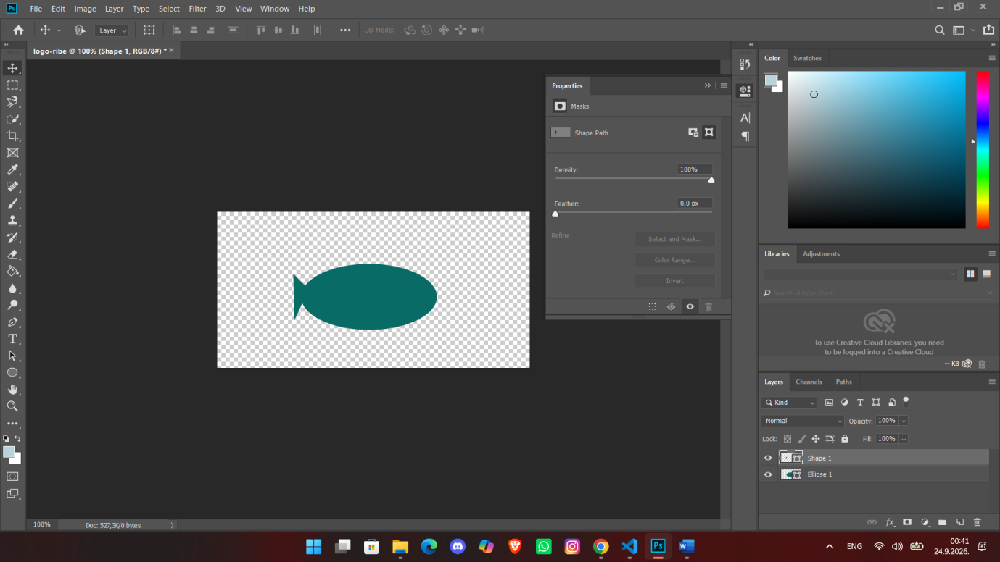 Ps File Edit Image Layer Type Select Filter 3D View Window Help
Layer 3D Mode:
logo-ribe @ 100% (Shape 1, RGB/8#) *
Properties
Masks
Shape Path
Density: 100%
Feather: 0,0 px
Refine: Select and Mask...
Color Range...
Invert
Color Swatches
Libraries Adjustments
Search Adobe Stock
To use Creative Cloud Libraries, you need
to be logged into a Creative Cloud
-- KB
Layers Channels Paths
Kind
Normal Opacity: 100%
Lock: Fill: 100%
Shape 1
Ellipse 1
fx
100% Doc: 527,3K/0 bytes
Ps
ENG
00:41
24.9.2026.